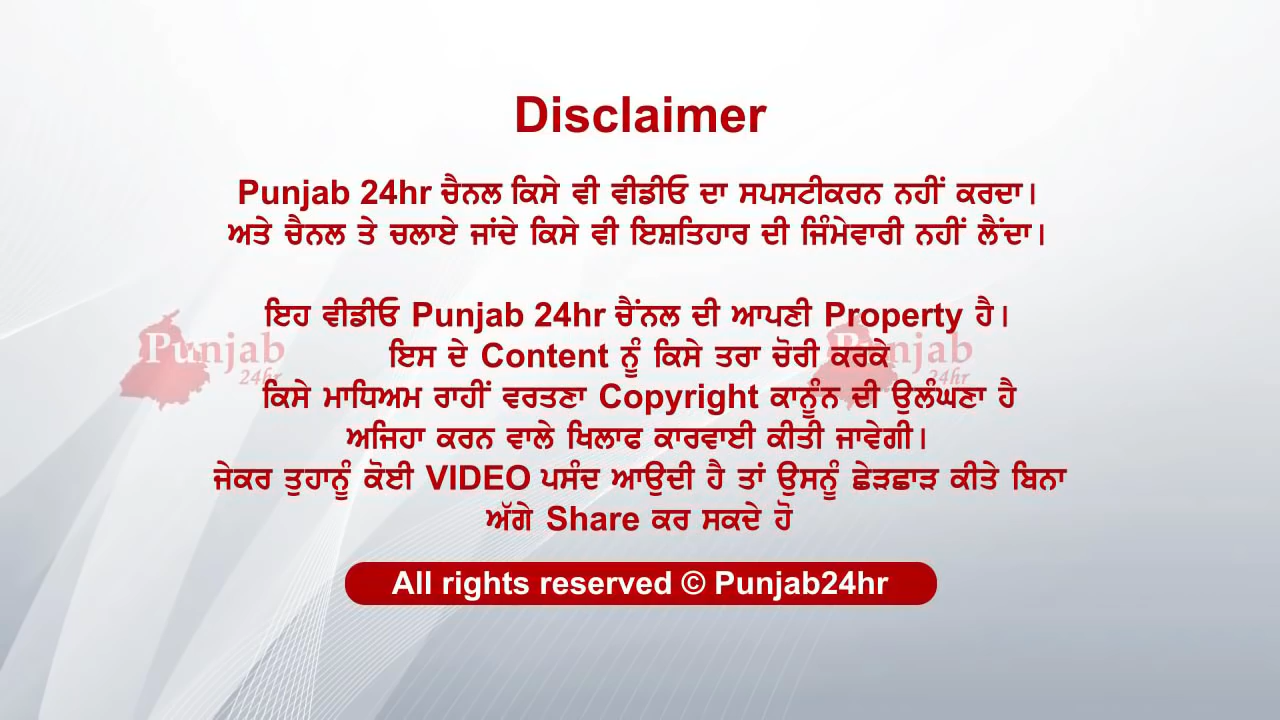 Disclaimer
Punjab 24hr ਚੈਨਲ ਕਿਸੇ ਵੀ ਵੀਡੀਓ ਦਾ ਸਪਸਟੀਕਰਨ ਨਹੀਂ ਕਰਦਾ।
ਅਤੇ ਚੈਨਲ ਤੇ ਚਲਾਏ ਜਾਂਦੇ ਕਿਸੇ ਵੀ ਇਸ਼ਤਿਹਾਰ ਦੀ ਜਿੰਮੇਵਾਰੀ ਨਹੀਂ ਲੈਂਦਾ।
ਇਹ ਵੀਡੀਓ Punjab 24hr ਚੈਂਨਲ ਦੀ ਆਪਣੀ Property ਹੈ।
ਇਸ ਦੇ Content ਨੂੰ ਕਿਸੇ ਤਰਾ ਚੋਰੀ ਕਰਕੇ
ਕਿਸੇ ਮਾਧਿਅਮ ਰਾਹੀਂ ਵਰਤਣਾ Copyright ਕਾਨੂੰਨ ਦੀ ਉਲੰਘਣਾ ਹੈ
ਅਜਿਹਾ ਕਰਨ ਵਾਲੇ ਖਿਲਾਫ ਕਾਰਵਾਈ ਕੀਤੀ ਜਾਵੇਗੀ।
ਜੇਕਰ ਤੁਹਾਨੂੰ ਕੋਈ VIDEO ਪਸੰਦ ਆਉਦੀ ਹੈ ਤਾਂ ਉਸਨੂੰ ਛੇੜਛਾੜ ਕੀਤੇ ਬਿਨਾ
ਅੱਗੇ Share ਕਰ ਸਕਦੇ ਹੋ
All rights reserved © Punjab24hr
Punjab
24hr
Punjab
24hr